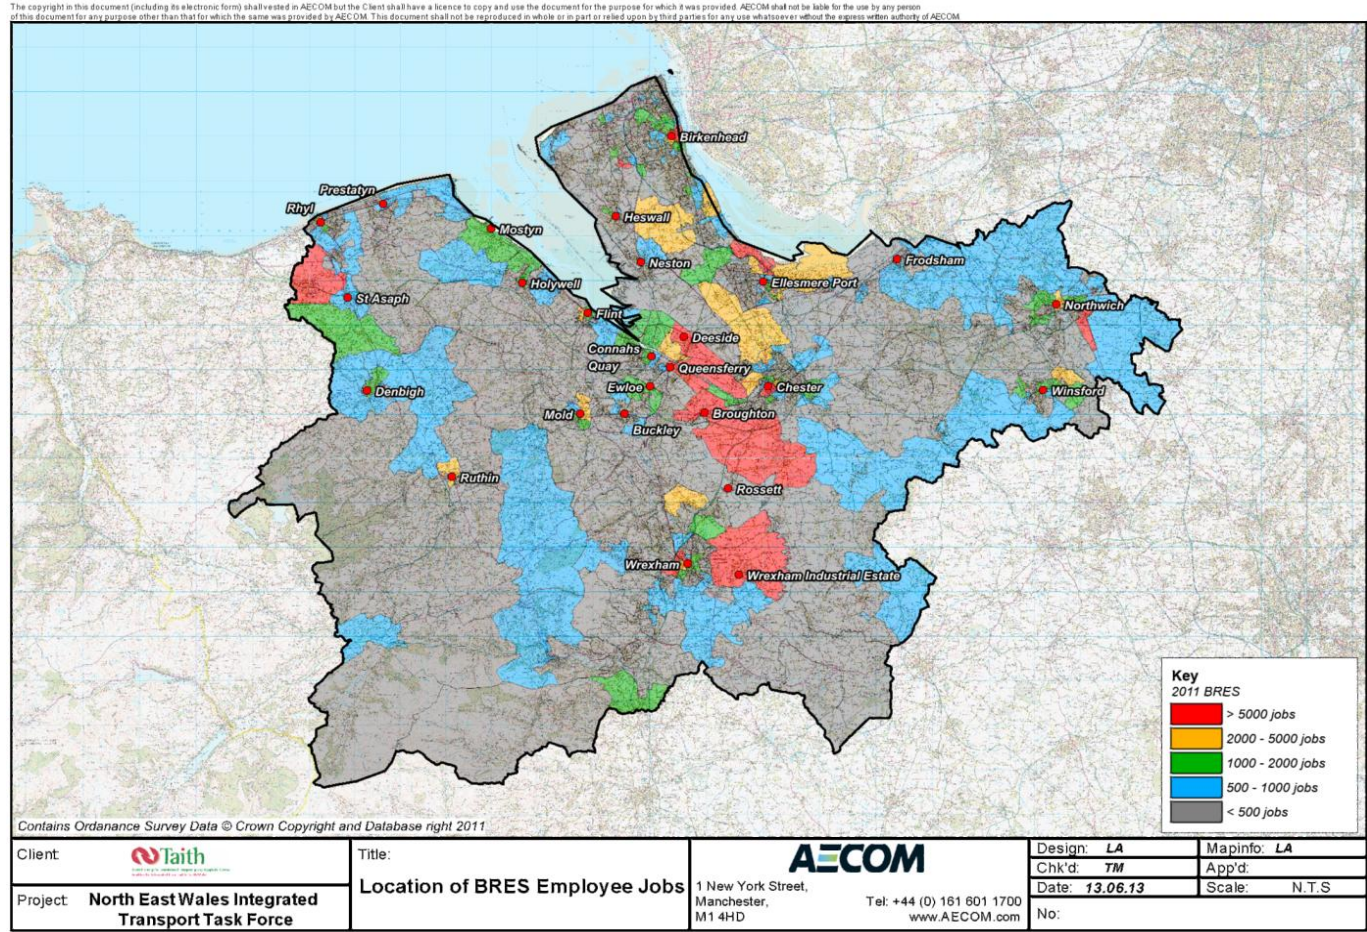 The copyright in this document (including its electronic form) shall vested in AECOM but the Client shall have a licence to copy and use the document for the purpose for which it was provided. AECOM shall not be liable for the use by any person
of this document for any purpose other than that for which the same was provided by AECOM. This document shall not be reproduced in whole or in part or relied upon by third parties for any use whatsoever without the express written authority of AECOM.
Birkenhead
Prestatyn
Rhyl
Heswall
Mostyn
Neston
Frodsham
Holywell
Ellesmere Port
St Asaph
Northwich
Flint
Deeside
Connahs
Quay
Queensferry
Ewloe
Chester
Denbigh
Winsford
Mold
Broughton
Buckley
Ruthin
Rossett
Wrexham
Wrexham Industrial Estate
Key
2011 BRES
> 5000 jobs
2000 - 5000 jobs
1000 - 2000 jobs
500 - 1000 jobs
< 500 jobs
Contains Ordanance Survey Data © Crown Copyright and Database right 2011
Client:
Taith
Project:
North East Wales Integrated
Transport Task Force
Title:
Location of BRES Employee Jobs
AECOM
1 New York Street,
Manchester,
M1 4HD
Tel: +44 (0) 161 601 1700
www.AECOM.com
Design: LA
Mapinfo: LA
Chk'd: TM
App'd:
Date: 13.06.13
Scale: N.T.S
No: